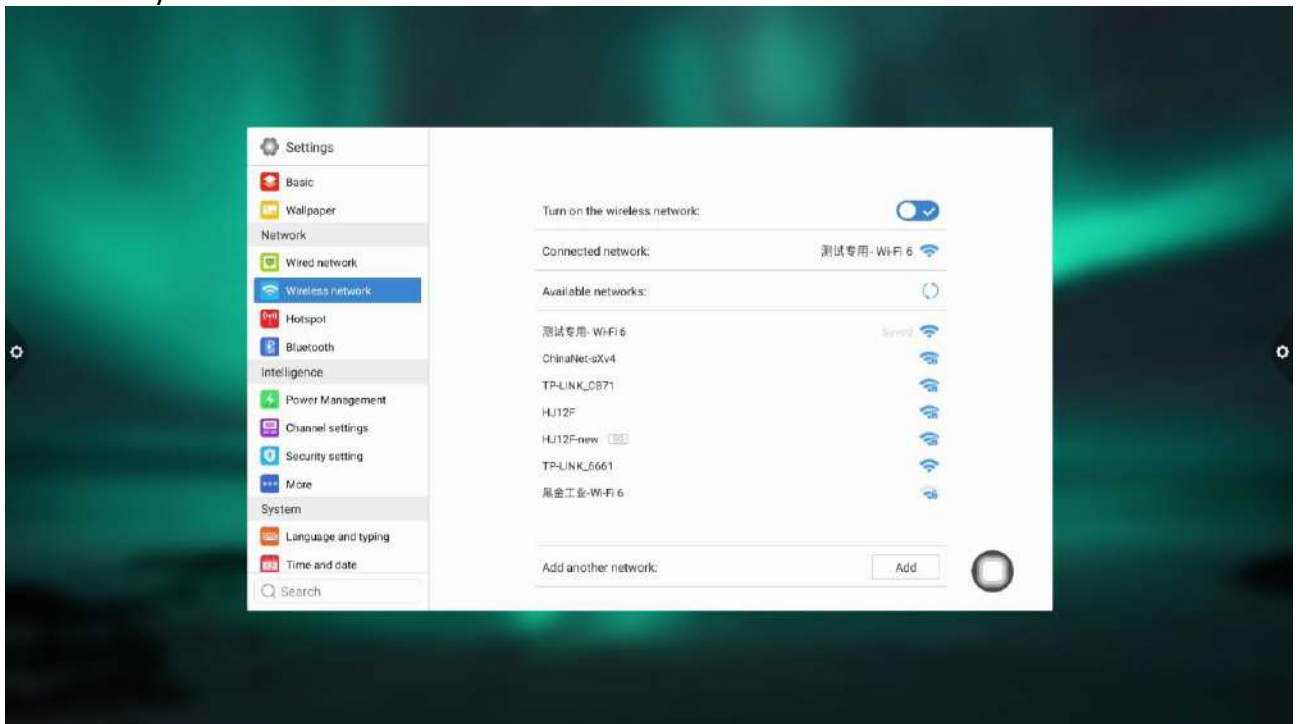 Settings
Basic
Wallpaper
Network
Wired network
Wireless network
Hotspot
Bluetooth
Intelligence
Power Management
Channel settings
Security setting
More
System
Language and typing
Time and date
Search
Turn on the wireless network:
Connected network: 测试专用- Wi-Fi 6
Available networks:
测试专用- Wi-Fi 6 Saved
ChinaNet-sXv4
TP-LINK_CB71
HJ12F
HJ12F-new 5G
TP-LINK_6661
黑金工业-Wi-Fi 6
Add another network: Add